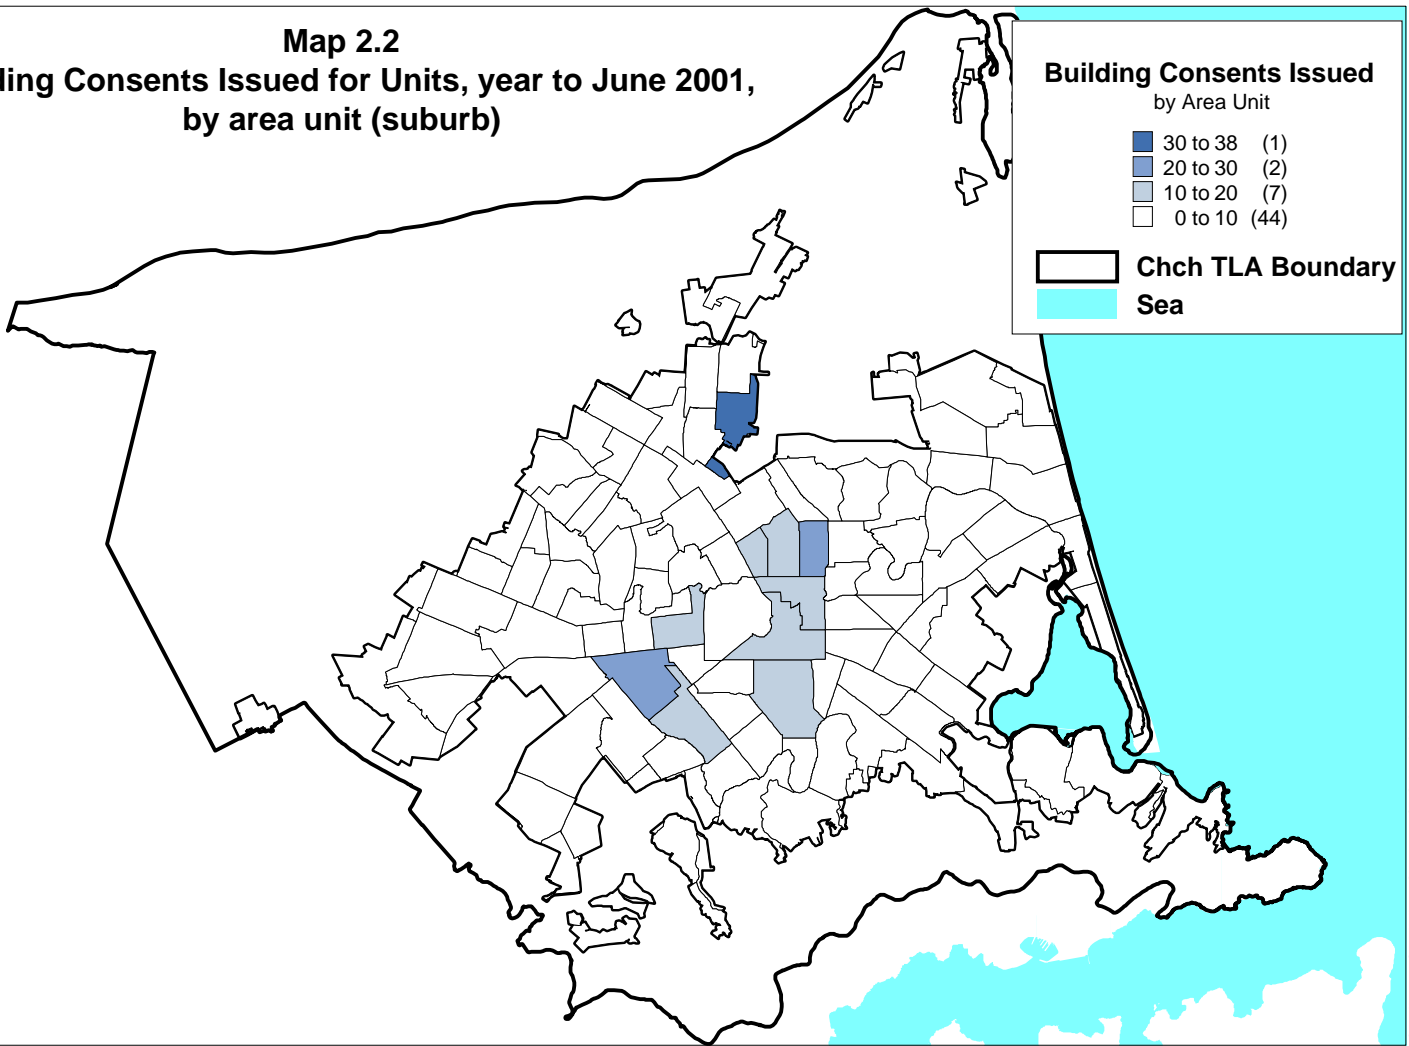 Map 2.2
ding Consents Issued for Units, year to June 2001,
by area unit (suburb)
Building Consents Issued
by Area Unit
30 to 38 (1)
20 to 30 (2)
10 to 20 (7)
0 to 10 (44)
Chch TLA Boundary
Sea